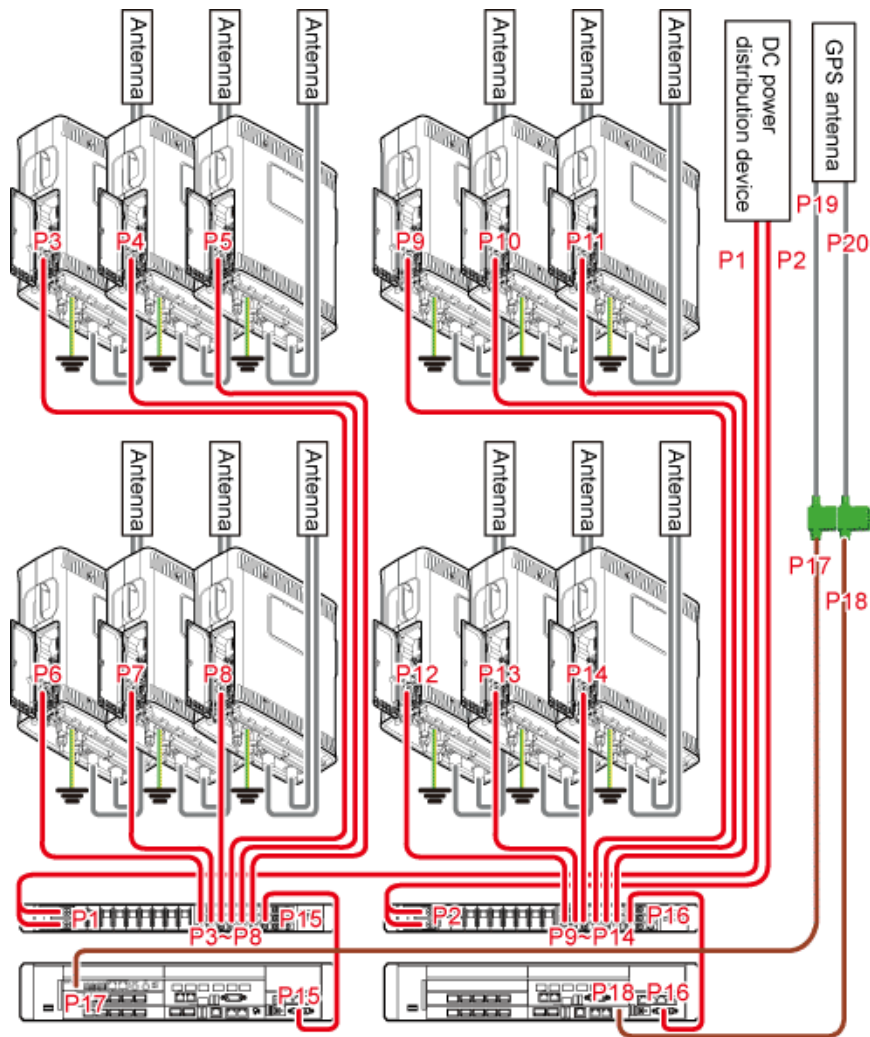 Antenna
Antenna
Antenna
Antenna
Antenna
Antenna
DC power
distribution device
GPS antenna
P19
P3
P4
P5
P9
P10
P11
P1
P2
P20
Antenna
Antenna
Antenna
Antenna
Antenna
Antenna
P17
P18
P6
P7
P8
P12
P13
P14
P1
P15
P2
P16
P3~P8
P9~P14
P17
P15
P18
P16